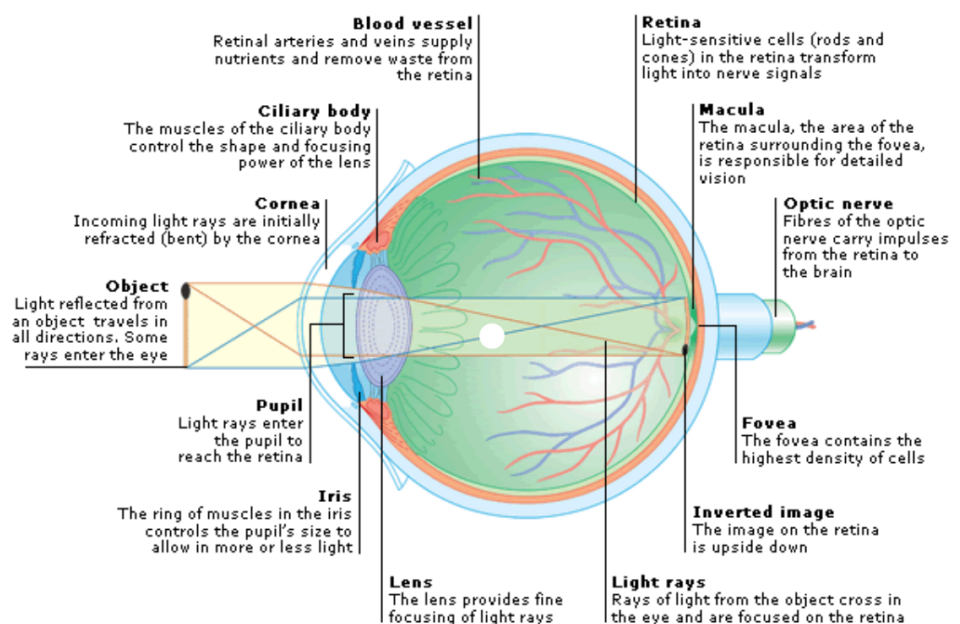 Blood vessel
Retinal arteries and veins supply
nutrients and remove waste from
the retina
Retina
Light-sensitive cells (rods and
cones) in the retina transform
light into nerve signals
Ciliary body
The muscles of the ciliary body
control the shape and focusing
power of the lens
Macula
The macula, the area of the
retina surrounding the fovea,
is responsible for detailed
vision
Cornea
Incoming light rays are initially
refracted (bent) by the cornea
Optic nerve
Fibres of the optic
nerve carry impulses
from the retina to
the brain
Object
Light reflected from
an object travels in
all directions. Some
rays enter the eye
Pupil
Light rays enter
the pupil to
reach the retina
Fovea
The fovea contains the
highest density of cells
Iris
The ring of muscles in the iris
controls the pupil's size to
allow in more or less light
Inverted image
The image on the retina
is upside down
Lens
The lens provides fine
focusing of light rays
Light rays
Rays of light from the object cross in
the eye and are focused on the retina